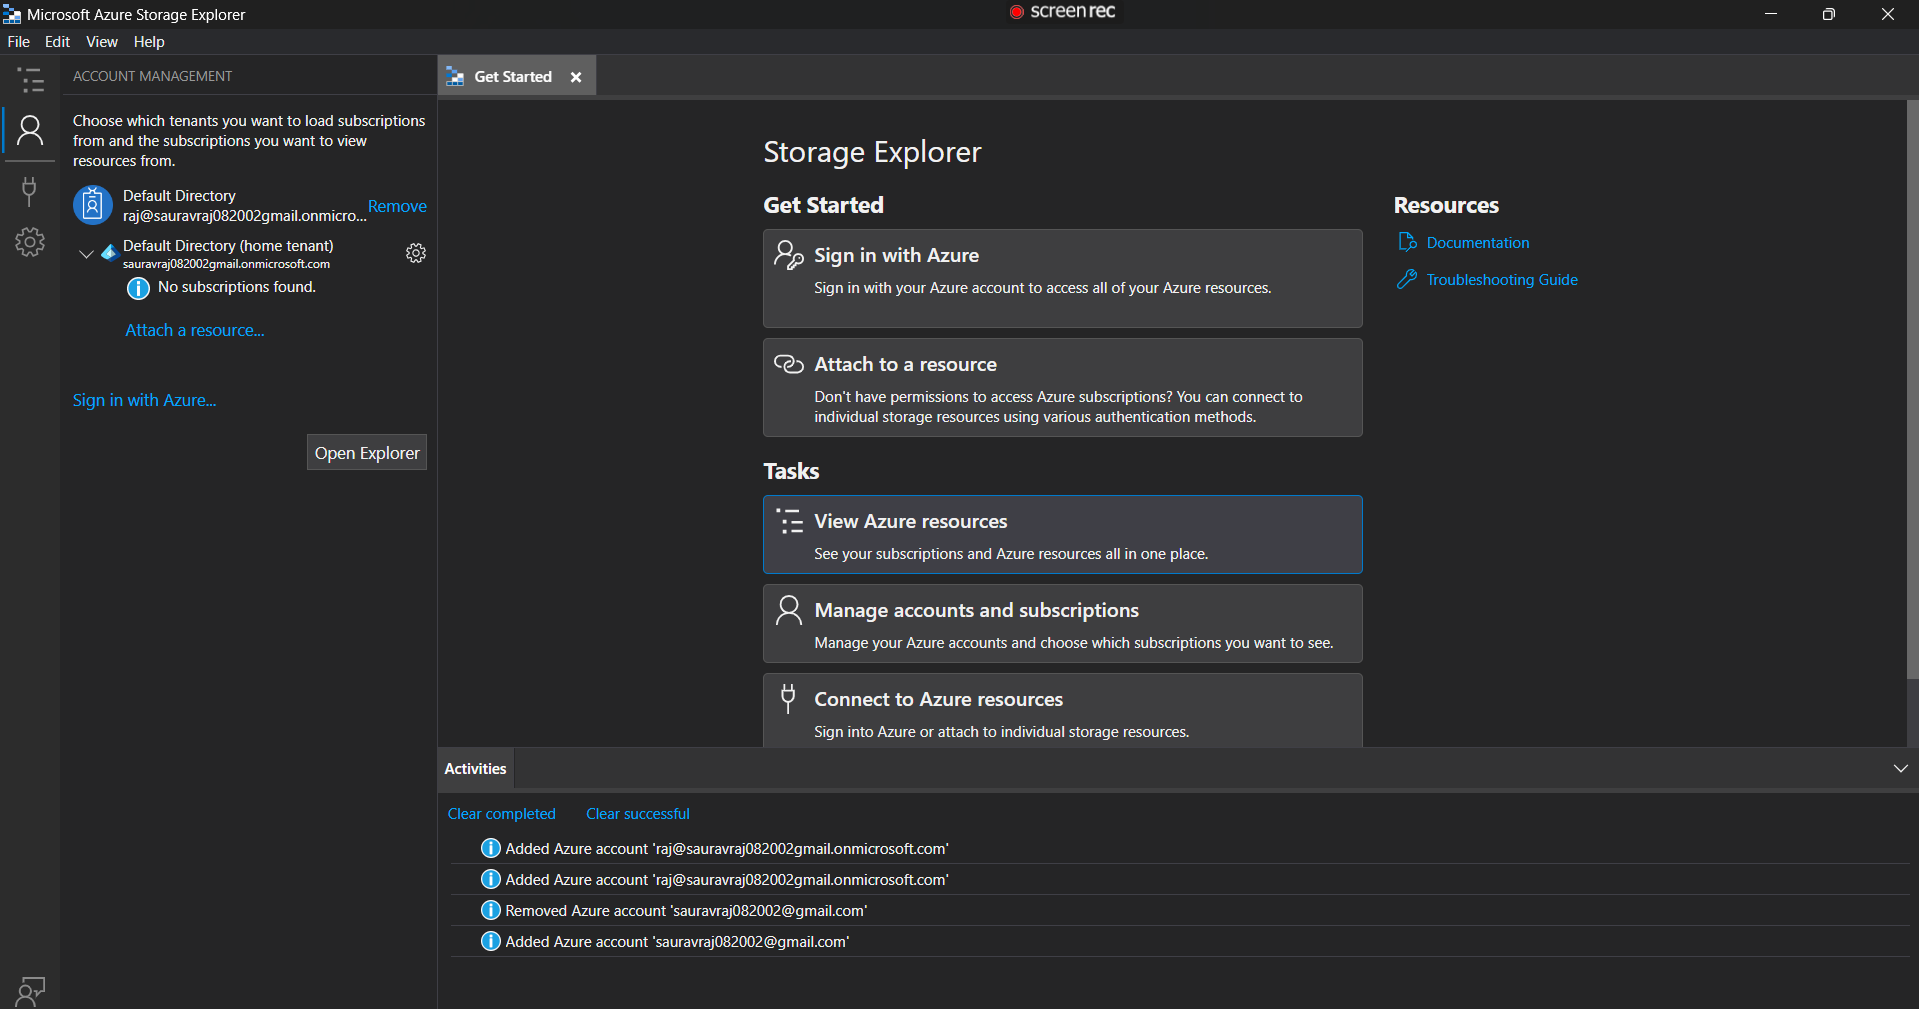 Microsoft Azure Storage Explorer
screenrec
File Edit View Help
ACCOUNT MANAGEMENT
Choose which tenants you want to load subscriptions
from and the subscriptions you want to view
resources from.
Default Directory
raj@sauravraj082002gmail.onmicro...
Remove
Default Directory (home tenant)
sauravraj082002gmail.onmicrosoft.com
No subscriptions found.
Attach a resource...
Sign in with Azure...
Open Explorer
Get Started
Storage Explorer
Get Started
Sign in with Azure
Sign in with your Azure account to access all of your Azure resources.
Attach to a resource
Don't have permissions to access Azure subscriptions? You can connect to
individual storage resources using various authentication methods.
Tasks
View Azure resources
See your subscriptions and Azure resources all in one place.
Manage accounts and subscriptions
Manage your Azure accounts and choose which subscriptions you want to see.
Connect to Azure resources
Sign into Azure or attach to individual storage resources.
Resources
Documentation
Troubleshooting Guide
Activities
Clear completed Clear successful
Added Azure account 'raj@sauravraj082002gmail.onmicrosoft.com'
Added Azure account 'raj@sauravraj082002gmail.onmicrosoft.com'
Removed Azure account 'sauravraj082002@gmail.com'
Added Azure account 'sauravraj082002@gmail.com'